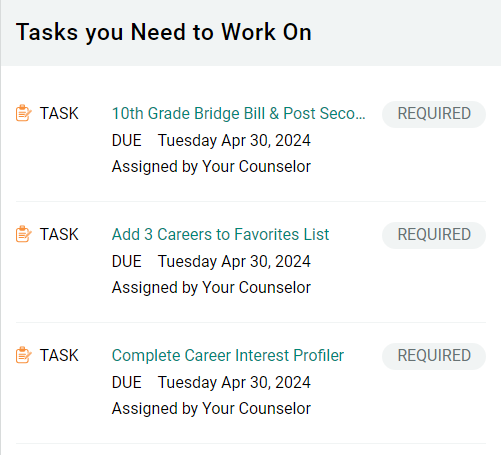 Tasks you Need to Work On
TASK 10th Grade Bridge Bill & Post Seco... REQUIRED
DUE Tuesday Apr 30, 2024
Assigned by Your Counselor
TASK Add 3 Careers to Favorites List REQUIRED
DUE Tuesday Apr 30, 2024
Assigned by Your Counselor
TASK Complete Career Interest Profiler REQUIRED
DUE Tuesday Apr 30, 2024
Assigned by Your Counselor